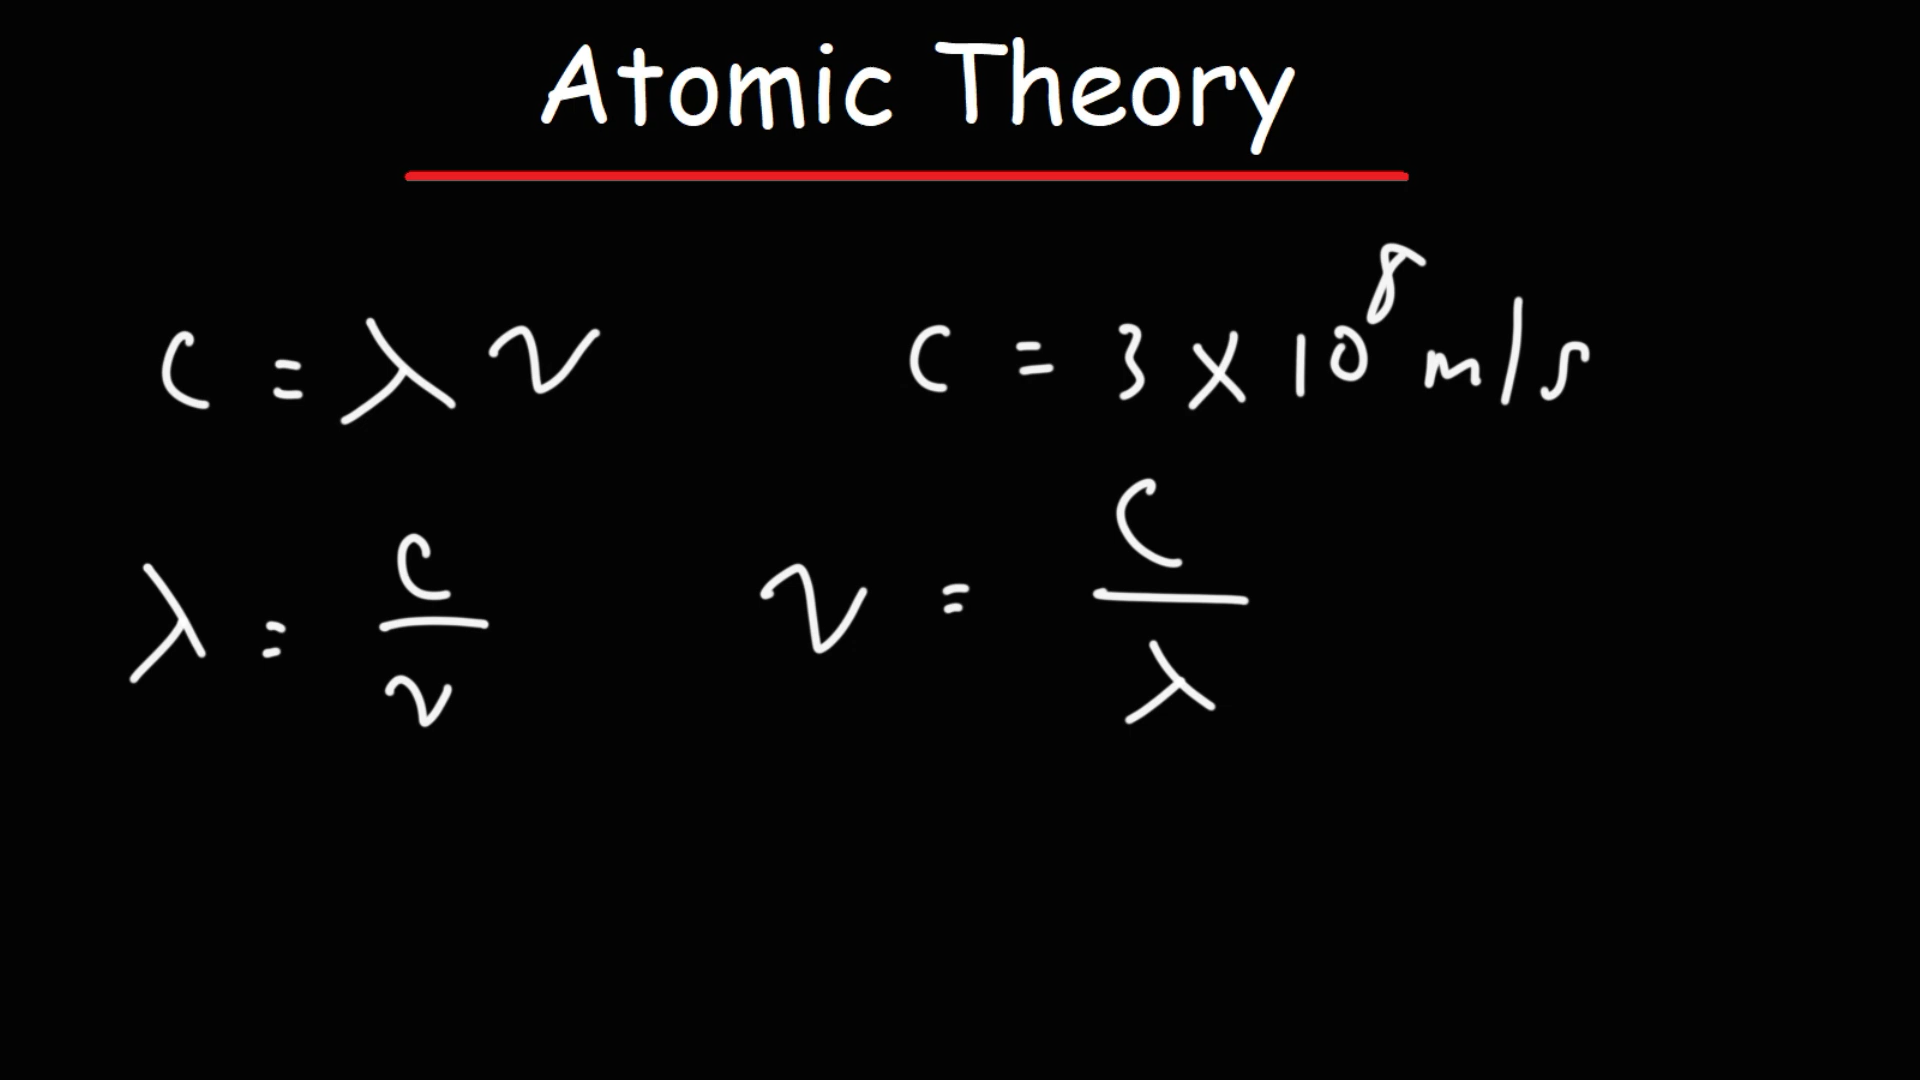 Atomic Theory
c = λν
c = 3 x 10⁸ m/s
λ = c/ν
ν = c/λ